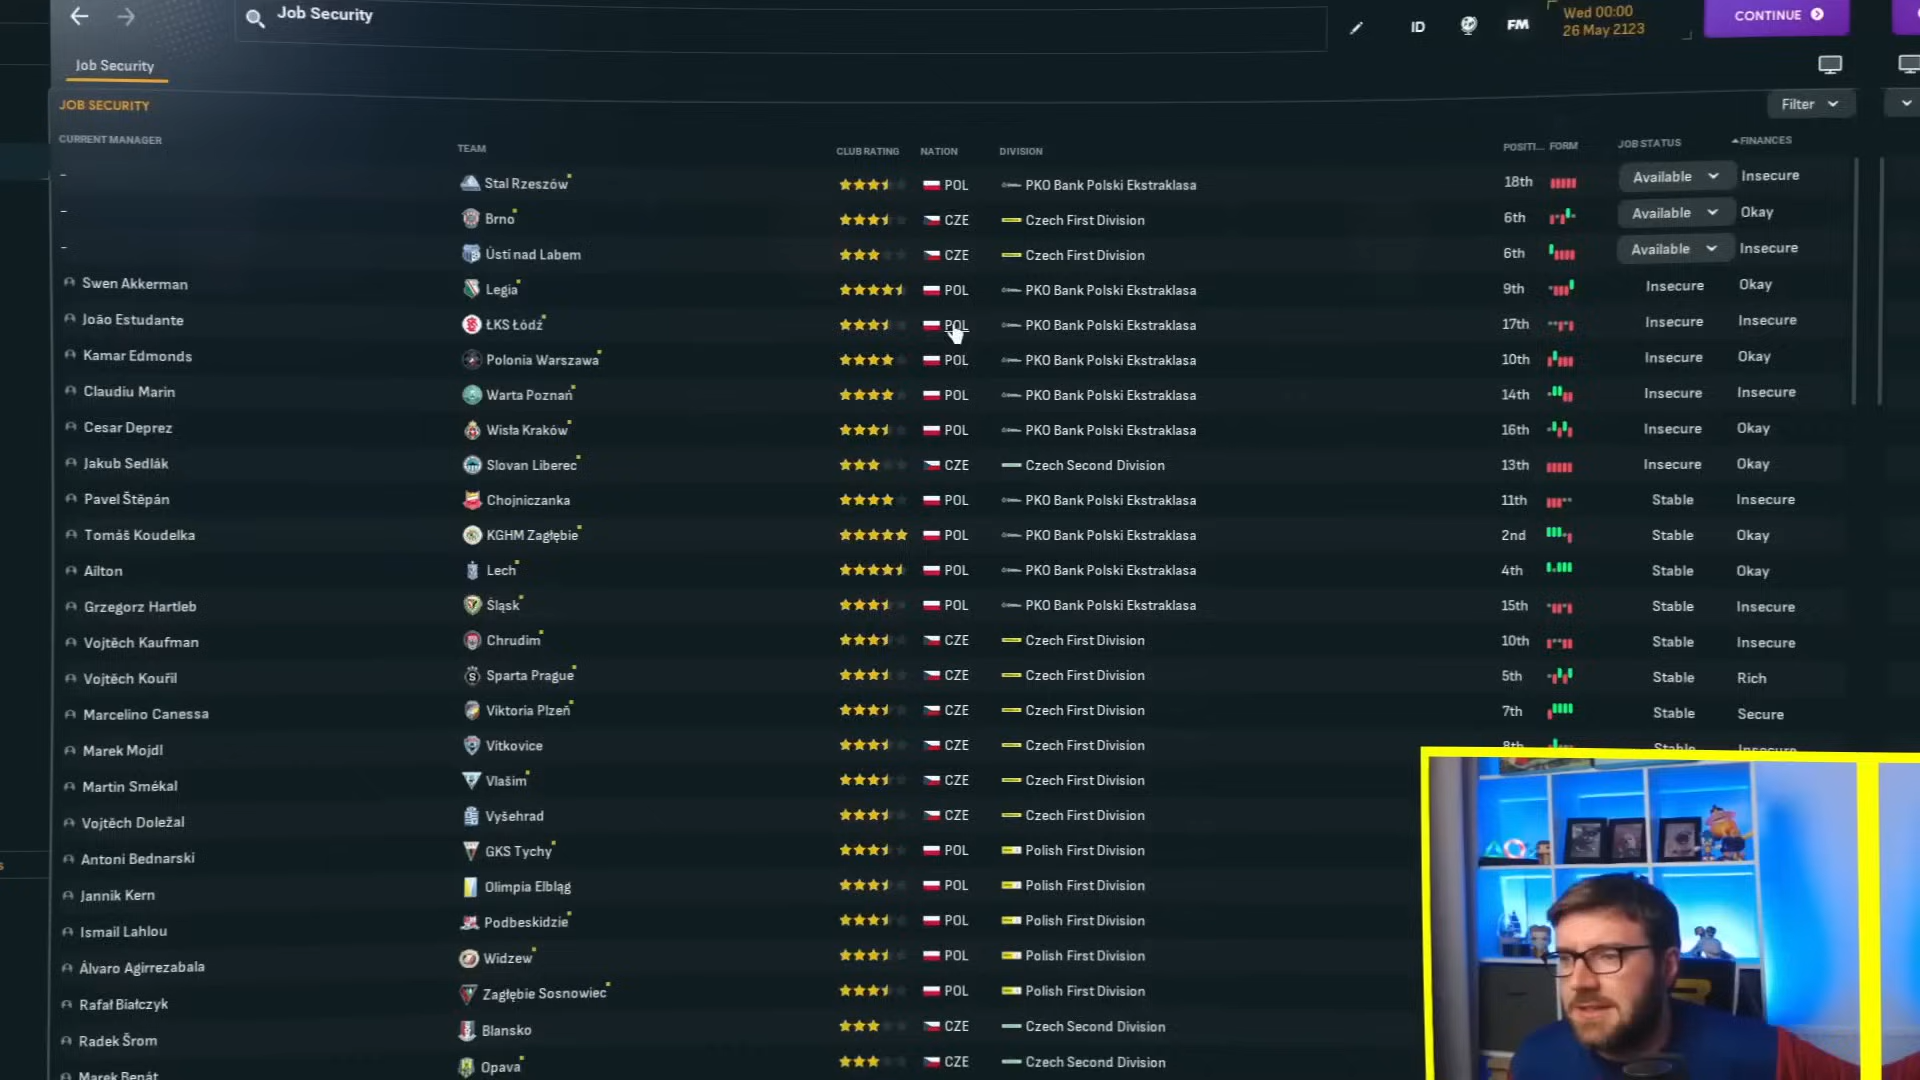 Job Security
ID
FM
Wed 00:00
26 May 2123
CONTINUE
Job Security
JOB SECURITY
Filter
CURRENT MANAGER TEAM CLUB RATING NATION DIVISION POSITI... FORM JOB STATUS FINANCES
- Stal Rzeszów POL PKO Bank Polski Ekstraklasa 18th Available Insecure
- Brno CZE Czech First Division 6th Available Okay
- Ústí nad Labem CZE Czech First Division 6th Available Insecure
Swen Akkerman Legia POL PKO Bank Polski Ekstraklasa 9th Insecure Okay
João Estudante ŁKS Łódź POL PKO Bank Polski Ekstraklasa 17th Insecure Insecure
Kamar Edmonds Polonia Warszawa POL PKO Bank Polski Ekstraklasa 10th Insecure Okay
Claudiu Marin Warta Poznań POL PKO Bank Polski Ekstraklasa 14th Insecure Insecure
Cesar Deprez Wisła Kraków POL PKO Bank Polski Ekstraklasa 16th Insecure Okay
Jakub Sedlák Slovan Liberec CZE Czech Second Division 13th Insecure Okay
Pavel Štěpán Chojniczanka POL PKO Bank Polski Ekstraklasa 11th Stable Insecure
Tomáš Koudelka KGHM Zagłębie POL PKO Bank Polski Ekstraklasa 2nd Stable Okay
Aílton Lech POL PKO Bank Polski Ekstraklasa 4th Stable Okay
Grzegorz Hartleb Śląsk POL PKO Bank Polski Ekstraklasa 15th Stable Insecure
Vojtěch Kaufman Chrudim CZE Czech First Division 10th Stable Insecure
Vojtěch Kouřil Sparta Prague CZE Czech First Division 5th Stable Rich
Marcelino Canessa Viktoria Plzeň CZE Czech First Division 7th Stable Secure
Marek Mojdl Vítkovice CZE Czech First Division 8th Stable Insecure
Martin Smékal Vlašim CZE Czech First Division
Vojtěch Doležal Vyšehrad CZE Czech First Division
Antoni Bednarski GKS Tychy POL Polish First Division
Jannik Kern Olimpia Elbląg POL Polish First Division
Ismail Lahlou Podbeskidzie POL Polish First Division
Álvaro Agirrezabala Widzew POL Polish First Division
Rafał Białczyk Zagłębie Sosnowiec POL Polish First Division
Radek Šrom Blansko CZE Czech Second Division
Marek Benát Opava CZE Czech Second Division